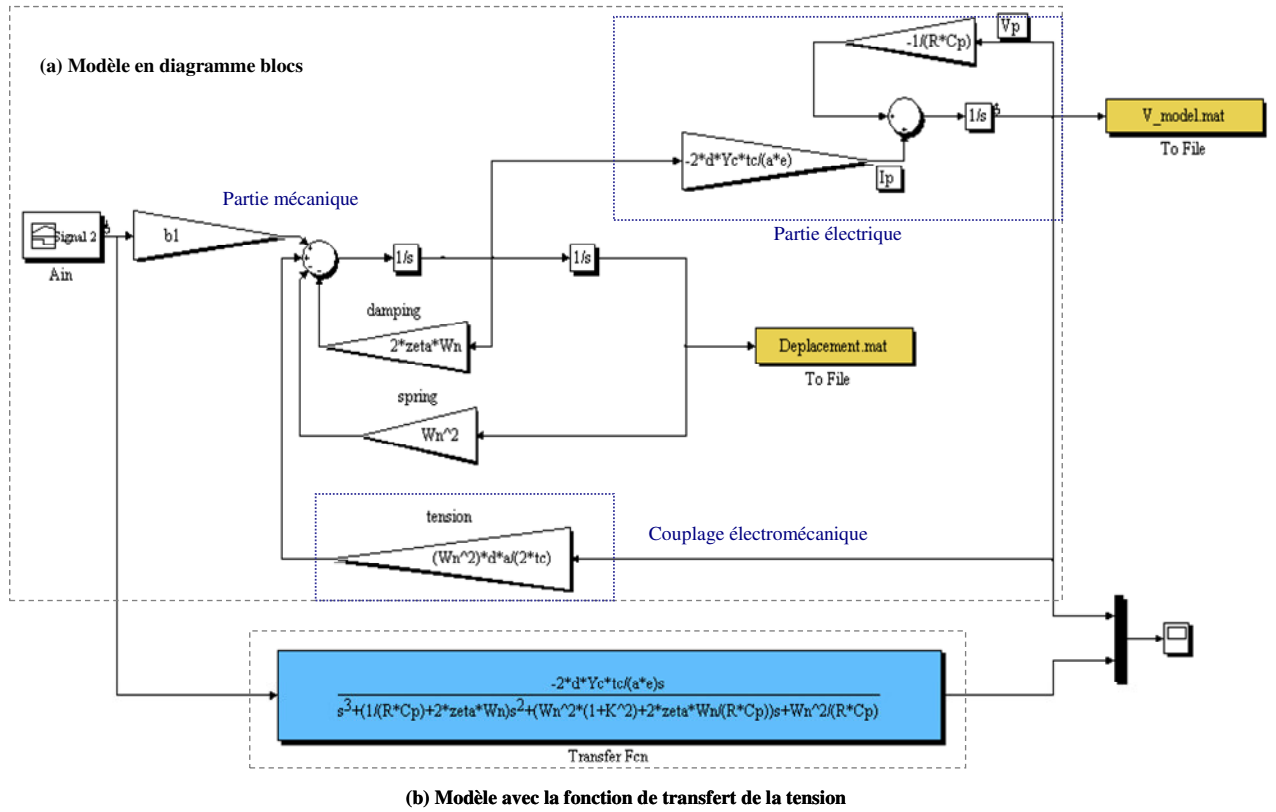 (a) Modèle en diagramme blocs
-1/(R*Cp)
Vp
1/s
V_model.mat
To File
-2*d*Yc*tc/(a*e)
Ip
Partie électrique
Partie mécanique
Signal 2
Ain
b1
1/s
1/s
damping
2*zeta*Wn
Deplacement.mat
To File
spring
Wn^2
tension
(Wn^2)*d*a/(2*tc)
Couplage électromécanique
-2*d*Yc*tc/(a*e)s
s^3+(1/(R*Cp)+2*zeta*Wn)s^2+(Wn^2*(1+K^2)+2*zeta*Wn/(R*Cp))s+Wn^2/(R*Cp)
Transfer Fcn
(b) Modèle avec la fonction de transfert de la tension